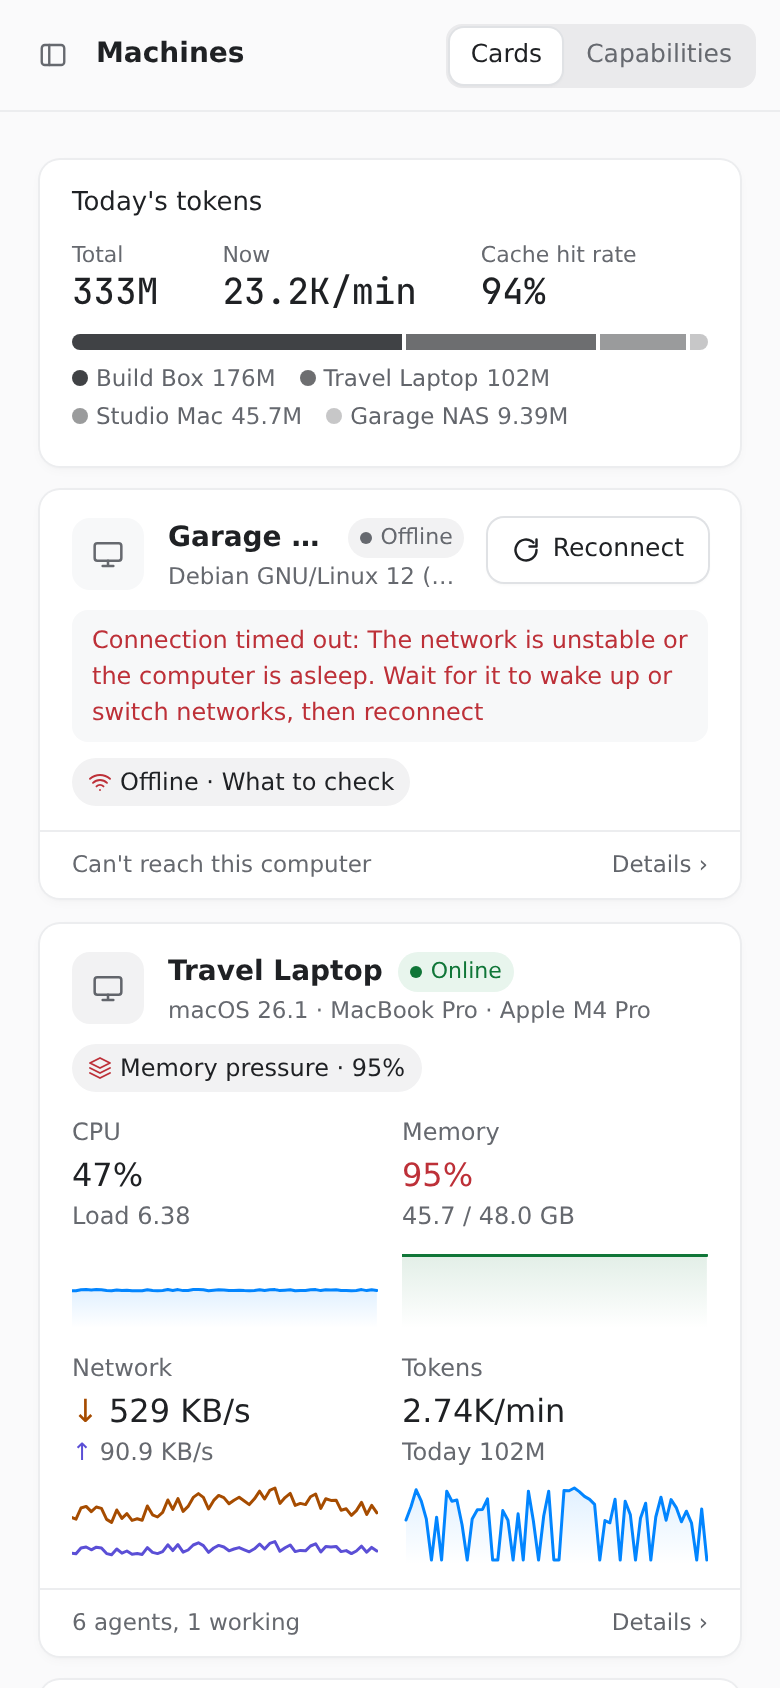 Machines
Cards
Capabilities
Today's tokens
Total
Now
Cache hit rate
333M
23.2K/min
94%
Build Box 176M
Travel Laptop 102M
Studio Mac 45.7M
Garage NAS 9.39M
Garage ...
Offline
Reconnect
Debian GNU/Linux 12 (...
Connection timed out: The network is unstable or
the computer is asleep. Wait for it to wake up or
switch networks, then reconnect
Offline · What to check
Can't reach this computer
Details ›
Travel Laptop
Online
macOS 26.1 · MacBook Pro · Apple M4 Pro
Memory pressure · 95%
CPU
Memory
47%
95%
Load 6.38
45.7 / 48.0 GB
Network
Tokens
↓ 529 KB/s
2.74K/min
↑ 90.9 KB/s
Today 102M
6 agents, 1 working
Details ›